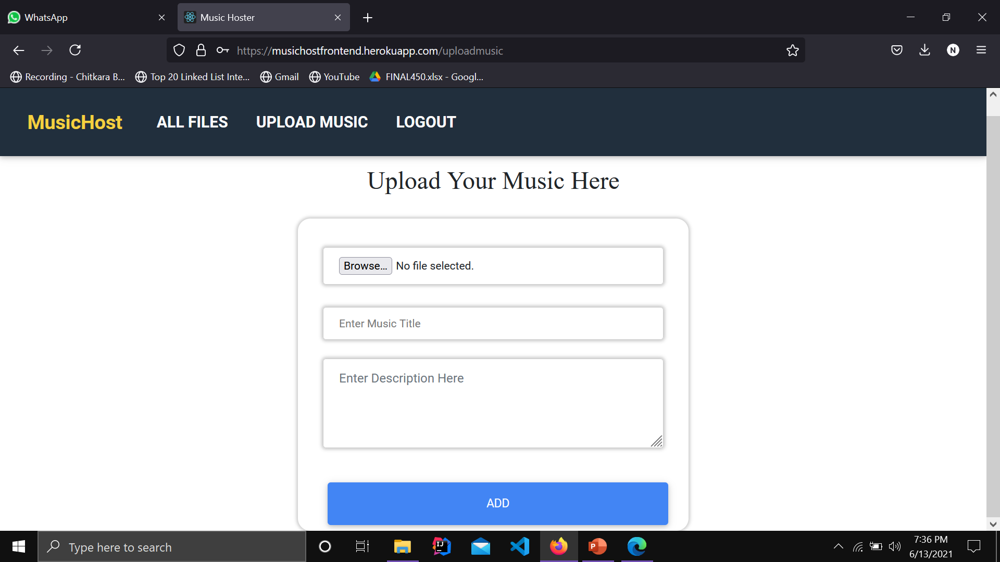 WhatsApp
Music Hoster
https://musichostfrontend.herokuapp.com/uploadmusic
N
Recording - Chitkara B...
Top 20 Linked List Inte...
Gmail
YouTube
FINAL450.xlsx - Googl...
MusicHost
ALL FILES
UPLOAD MUSIC
LOGOUT
Upload Your Music Here
Browse... No file selected.
Enter Music Title
Enter Description Here
ADD
Type here to search
IJ
P
7:36 PM
6/13/2021